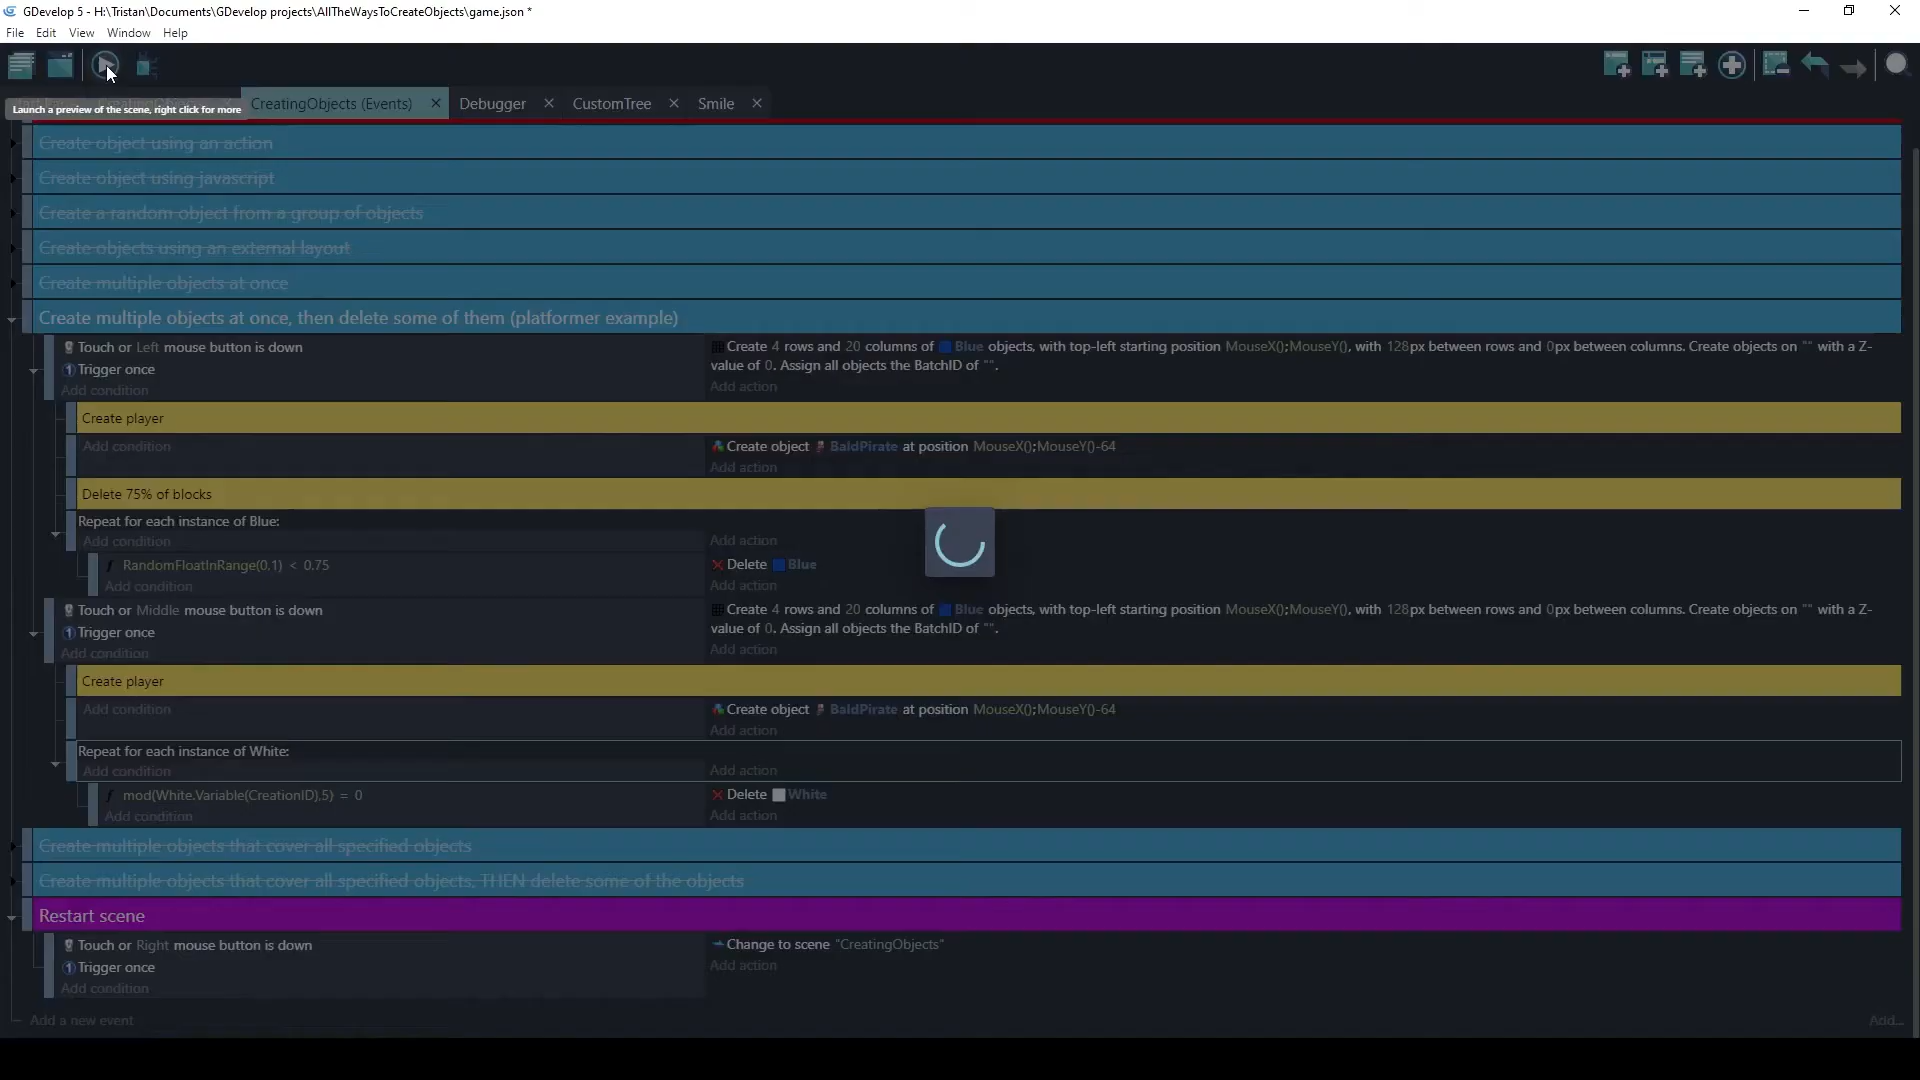 GDevelop 5 - H:\Tristan\Documents\GDevelop projects\AllTheWaysToCreateObjects\game.json *
File Edit View Window Help
CreatingObjects (Events) Debugger CustomTree Smile
Launch a preview of the scene, right click for more
Create object using an action
Create object using javascript
Create a random object from a group of objects
Create objects using an external layout
Create multiple objects at once
Create multiple objects at once, then delete some of them (platformer example)
Touch or Left mouse button is down
Trigger once
Add condition
Create 4 rows and 20 columns of Blue objects, with top-left starting position MouseX();MouseY(), with 128px between rows and 0px between columns. Create objects on "" with a Z-
value of 0. Assign all objects the BatchID of "".
Add action
Create player
Add condition
Create object BaldPirate at position MouseX();MouseY()-64
Add action
Delete 75% of blocks
Repeat for each instance of Blue:
Add condition
Add action
RandomFloatInRange(0,1) < 0.75
Add condition
Delete Blue
Add action
Touch or Middle mouse button is down
Trigger once
Add condition
Create 4 rows and 20 columns of Blue objects, with top-left starting position MouseX();MouseY(), with 128px between rows and 0px between columns. Create objects on "" with a Z-
value of 0. Assign all objects the BatchID of "".
Add action
Create player
Add condition
Create object BaldPirate at position MouseX();MouseY()-64
Add action
Repeat for each instance of White:
Add condition
Add action
mod(White.Variable(CreationID),5) = 0
Add condition
Delete White
Add action
Create multiple objects that cover all specified objects
Create multiple objects that cover all specified objects, THEN delete some of the objects
Restart scene
Touch or Right mouse button is down
Trigger once
Add condition
Change to scene "CreatingObjects"
Add action
Add a new event
Add...